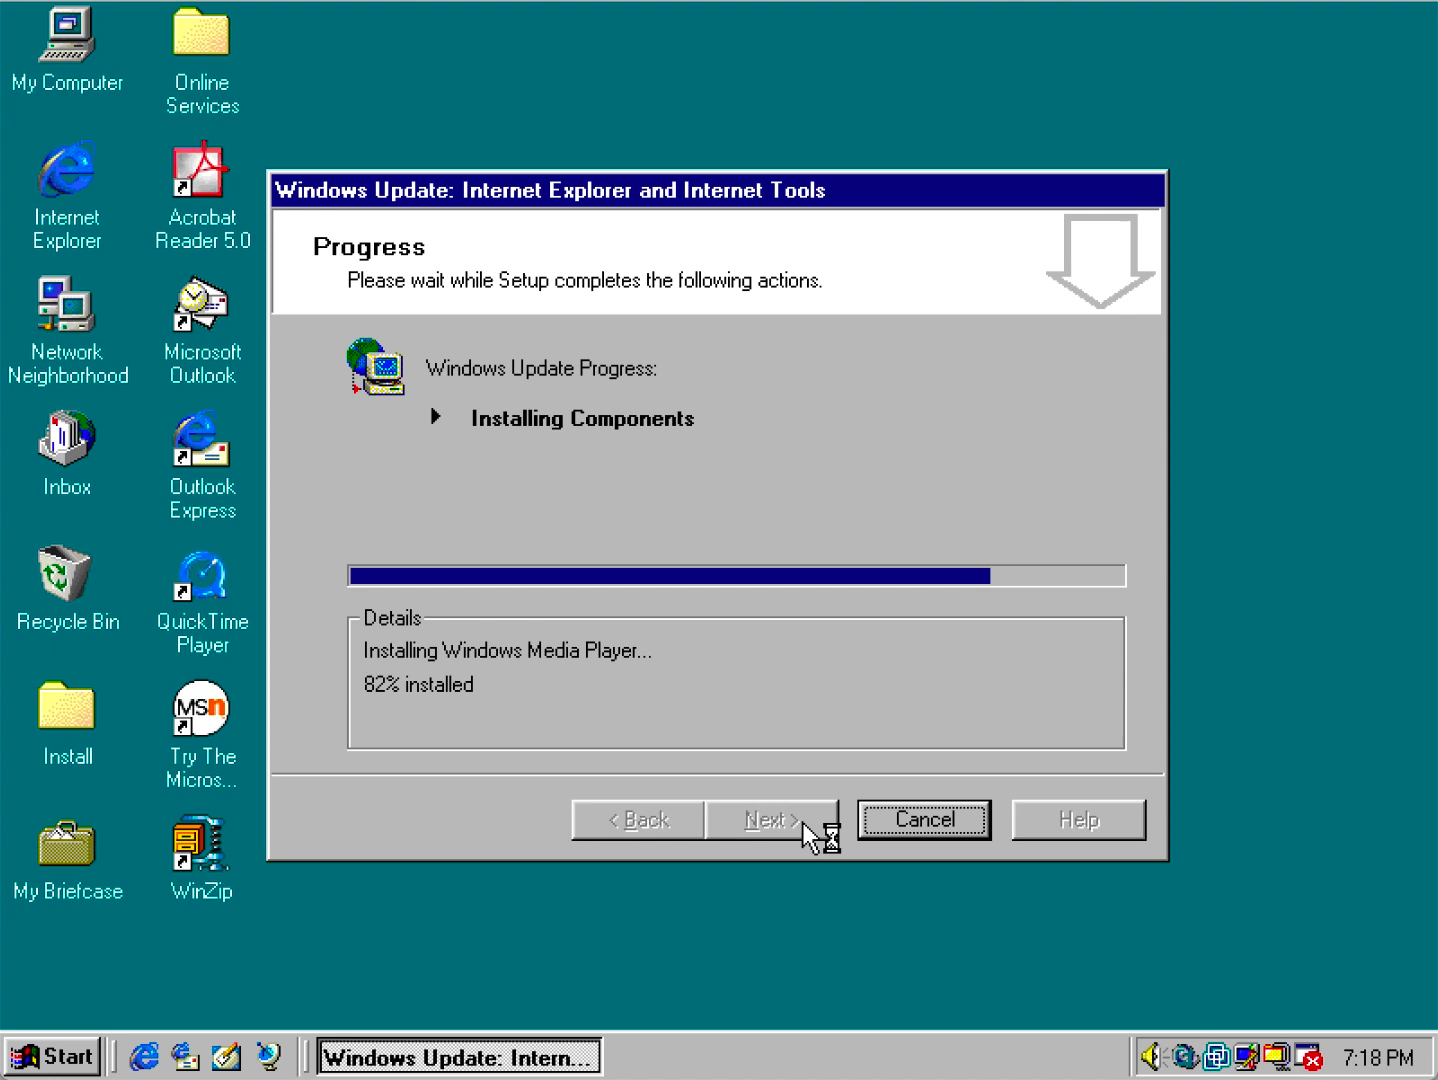 My Computer
Online
Services
Internet
Explorer
Acrobat
Reader 5.0
Network
Neighborhood
Microsoft
Outlook
Inbox
Outlook
Express
Recycle Bin
QuickTime
Player
Install
MSn
Try The
Micros...
My Briefcase
WinZip
Windows Update: Internet Explorer and Internet Tools
Progress
Please wait while Setup completes the following actions.
Windows Update Progress:
Installing Components
Details
Installing Windows Media Player...
82% installed
< Back
Next >
Cancel
Help
Start
Windows Update: Intern...
7:18 PM